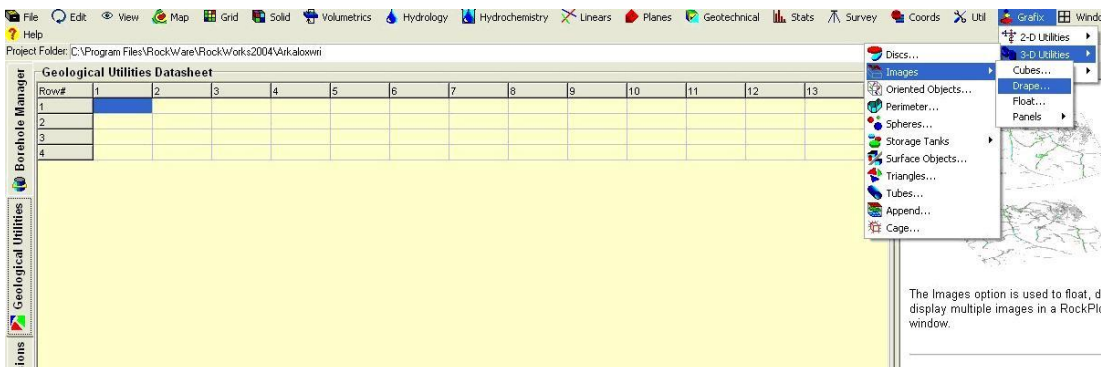 File Edit View Map Grid Solid Volumetrics Hydrology Hydrochemistry Linears Planes Geotechnical Stats Survey Coords Util Grafix
Help
Project Folder: C:\Program Files\RockWare\RockWorks2004\Arkaloxwri
Geological Utilities Datasheet
Row# 1 2 3 4 5 6 7 8 9 10 11 12 13
1
2
3
4
Borehole Manager
Geological Utilities
2-D Utilities
3-D Utilities
Discs...
Images
Oriented Objects...
Perimeter...
Spheres...
Storage Tanks
Surface Objects...
Triangles...
Tubes...
Append...
Cage...
Cubes...
Drape...
Float...
Panels
The Images option is used to float, d
display multiple images in a RockPl
window.